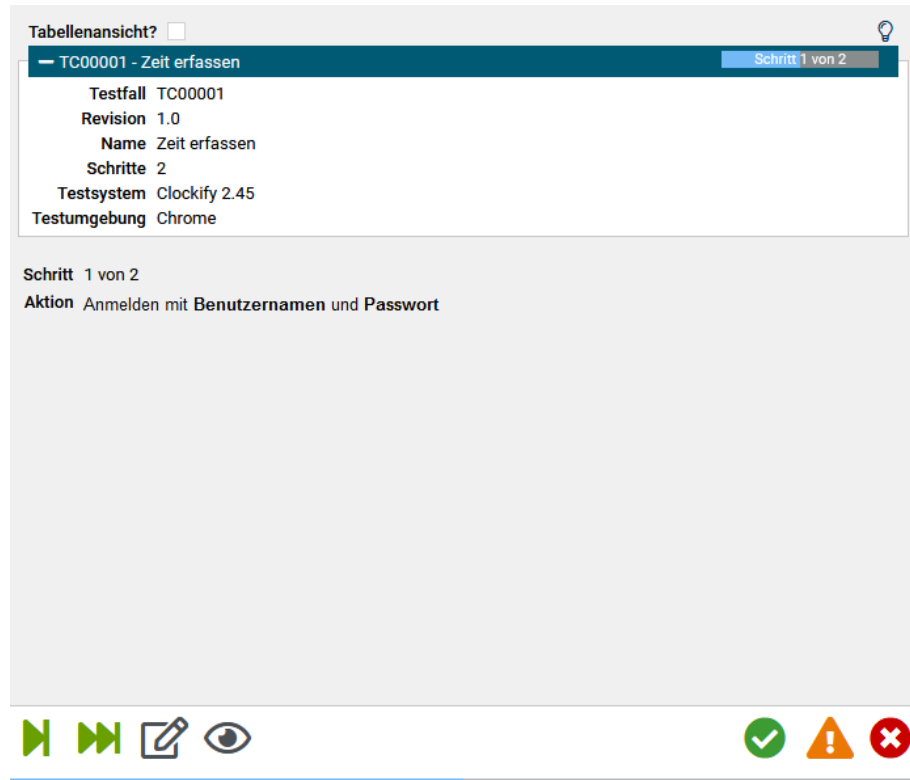 Tabellenansicht?
TC00001 - Zeit erfassen Schritt 1 von 2
Testfall TC00001
Revision 1.0
Name Zeit erfassen
Schritte 2
Testsystem Clockify 2.45
Testumgebung Chrome
Schritt 1 von 2
Aktion Anmelden mit Benutzernamen und Passwort